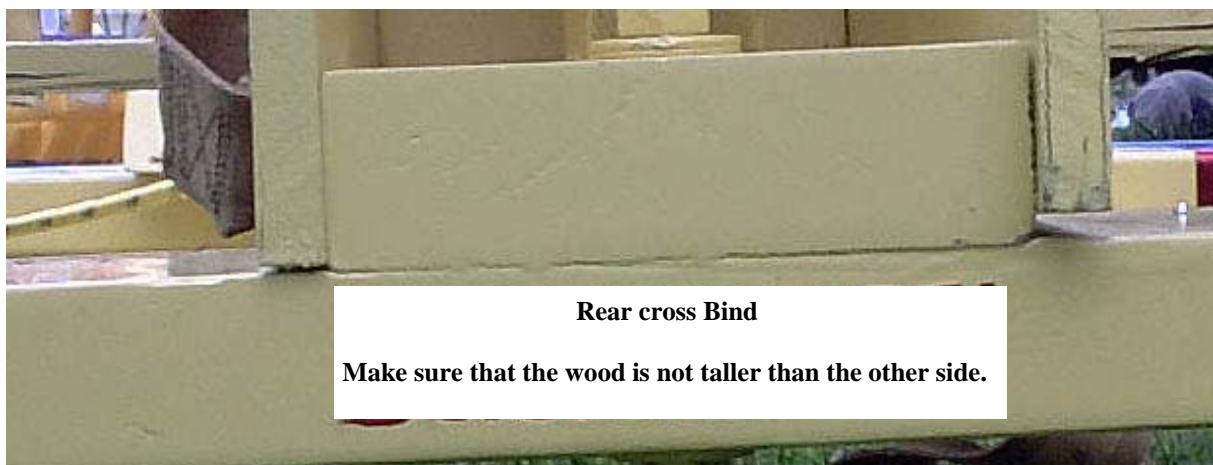 Rear cross Bind
Make sure that the wood is not taller than the other side.